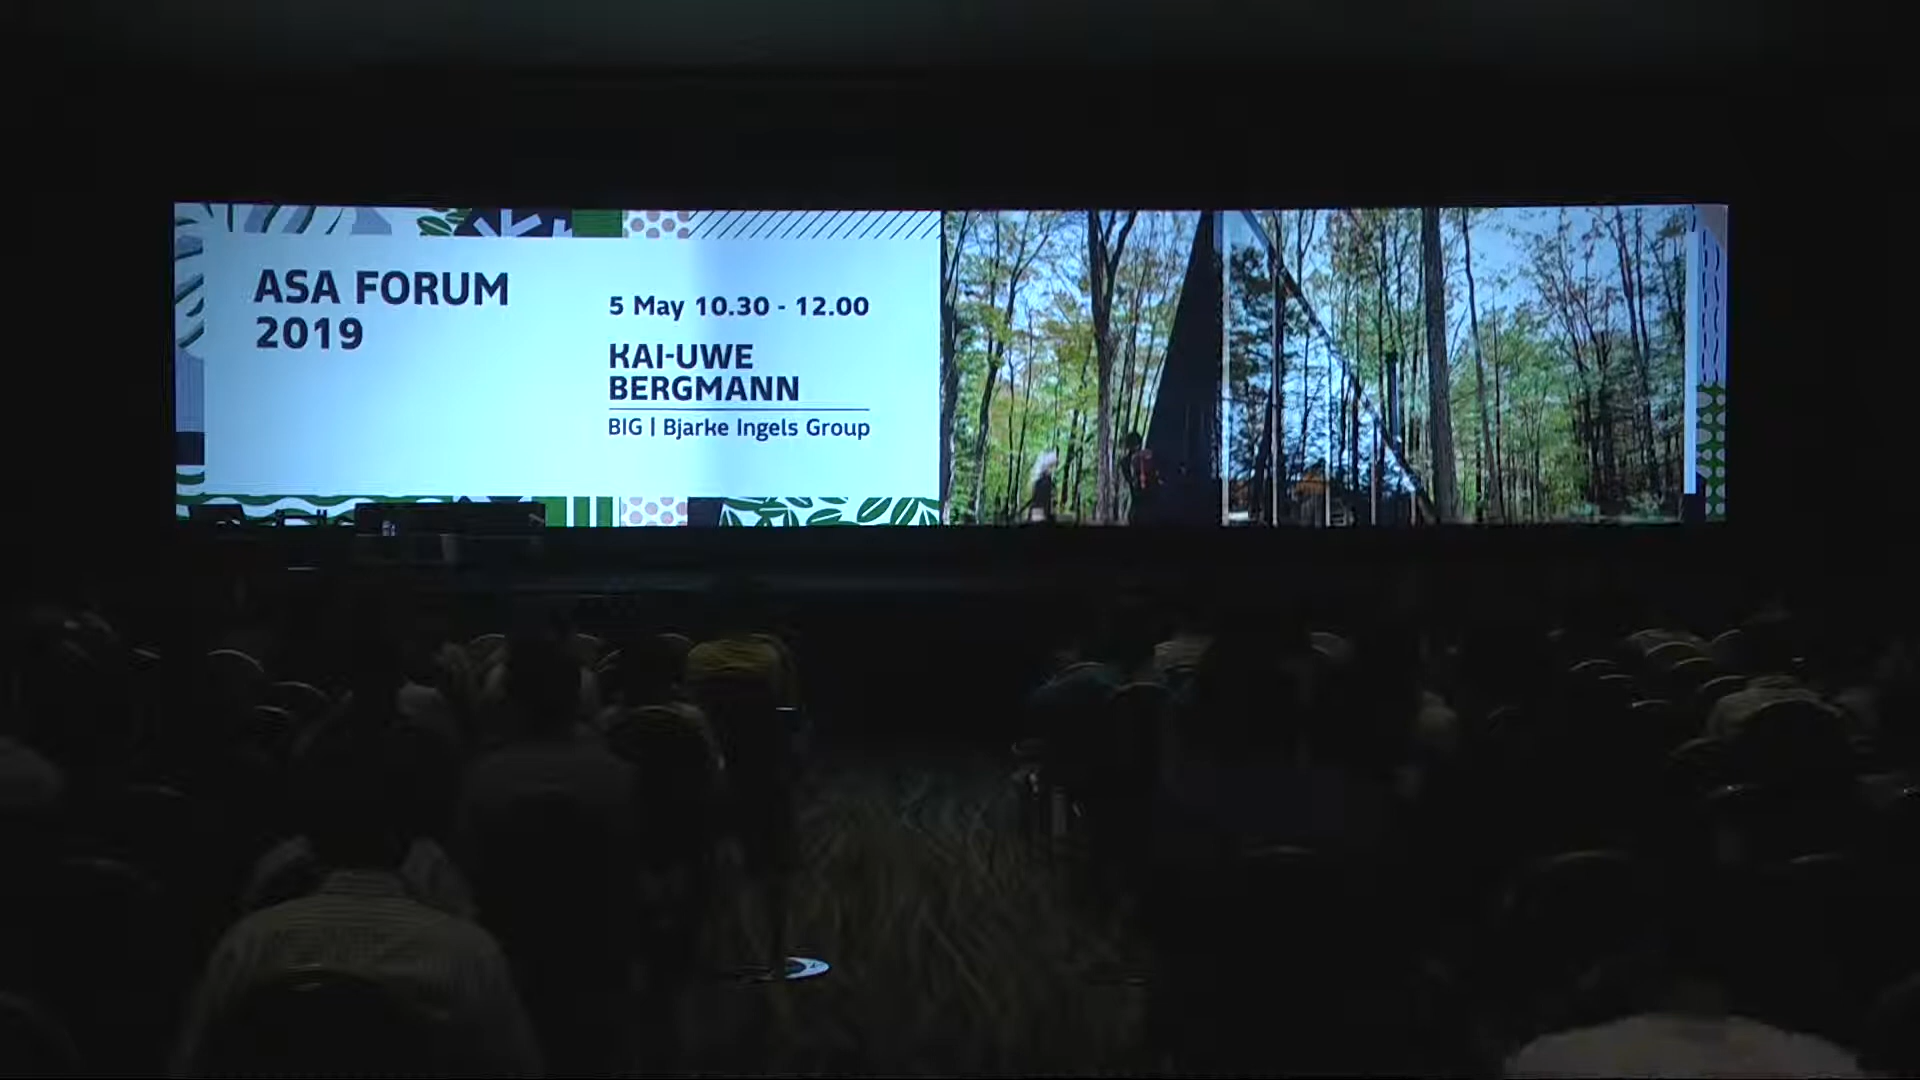 ASA FORUM
2019
5 May 10.30 - 12.00
KAI-UWE
BERGMANN
BIG | Bjarke Ingels Group